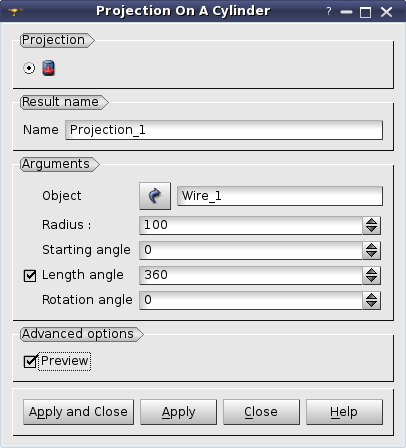 Projection On A Cylinder ?
Projection
Result name
Name Projection_1
Arguments
Object Wire_1
Radius : 100
Starting angle 0
Length angle 360
Rotation angle 0
Advanced options
Preview
Apply and Close Apply Close Help